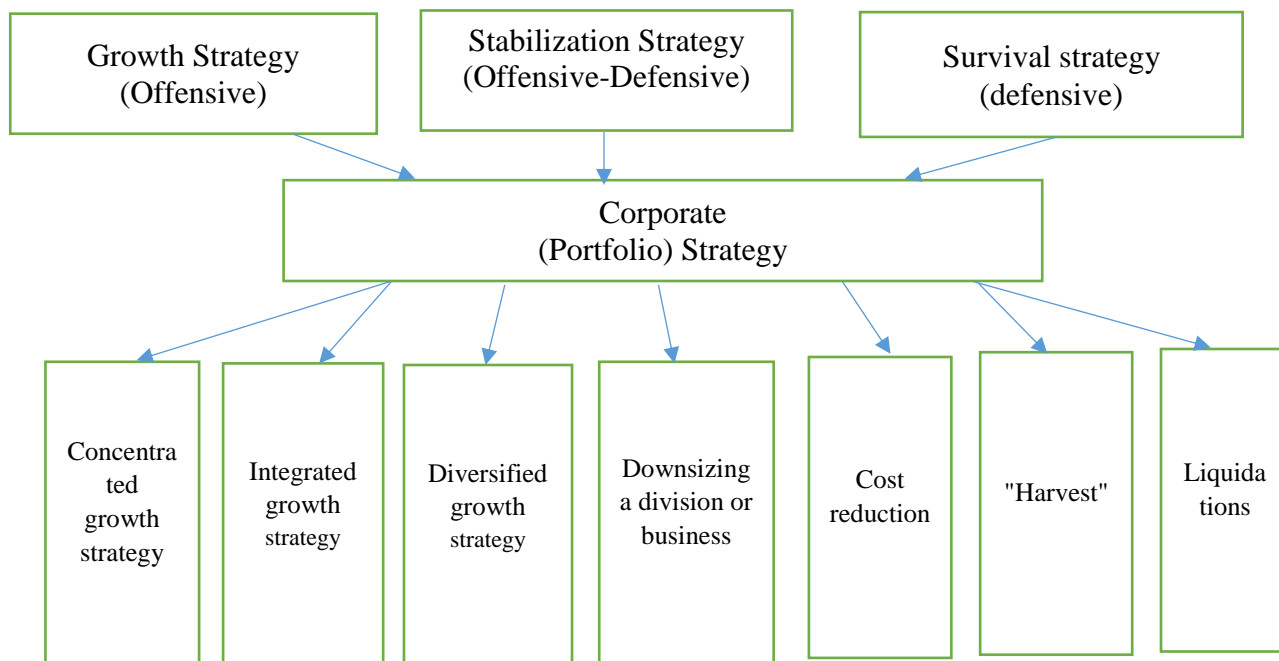 Growth Strategy
(Offensive)
Stabilization Strategy
(Offensive-Defensive)
Survival strategy
(defensive)
Corporate
(Portfolio) Strategy
Concentra
ted
growth
strategy
Integrated
growth
strategy
Diversified
growth
strategy
Downsizing
a division or
business
Cost
reduction
"Harvest"
Liquida
tions